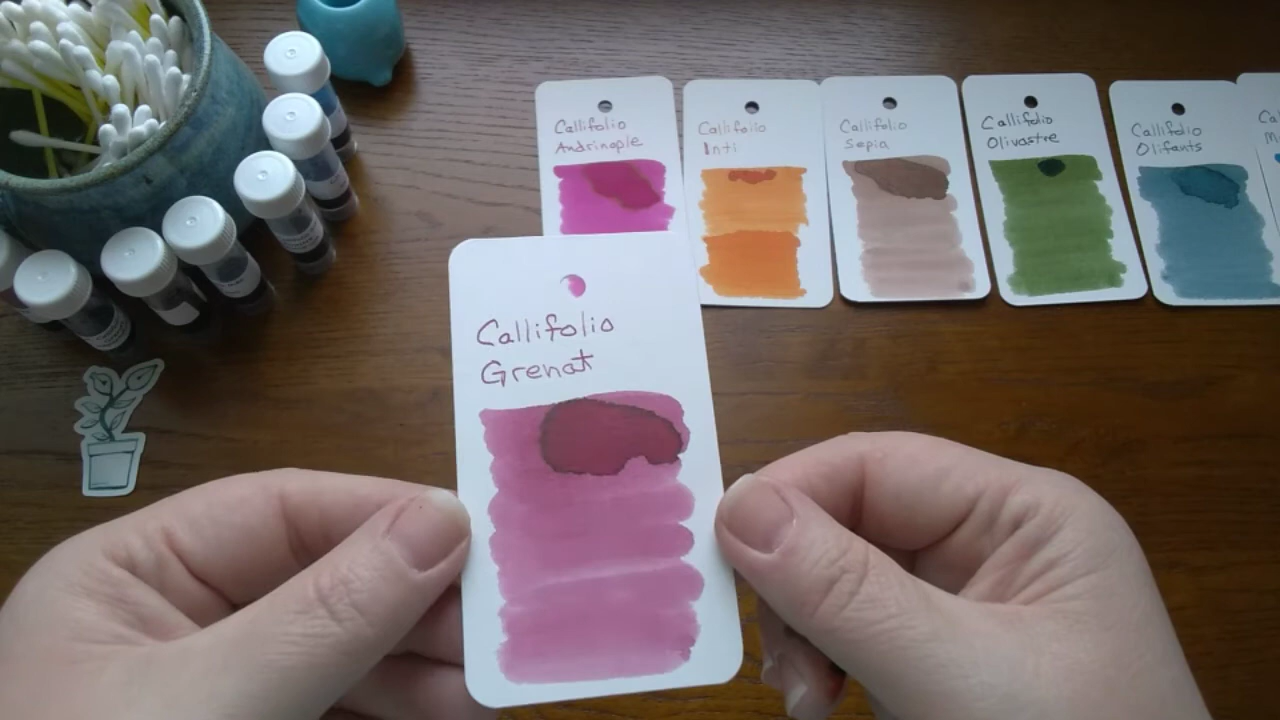 Callifolio
Andrinople
Callifolio
Inti
Callifolio
Sepia
Callifolio
Olivastre
Callifolio
Olifants
Callifolio
Grenat